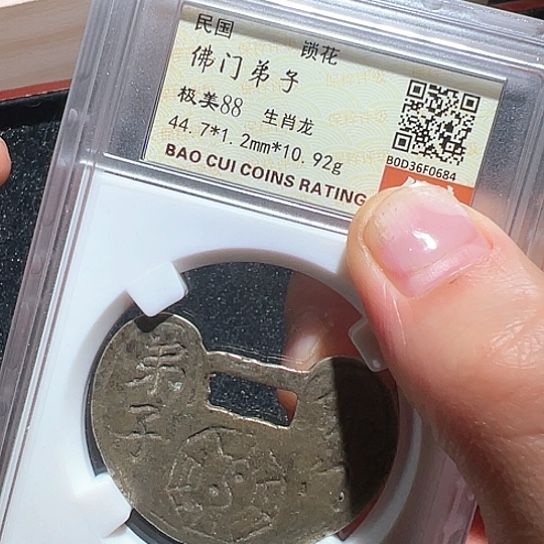 民国 锁花
佛门弟子
极美88 生肖龙
44.7*1.2mm*10.92g
BAO CUI COINS RATING
B0D36F0684
弟
子